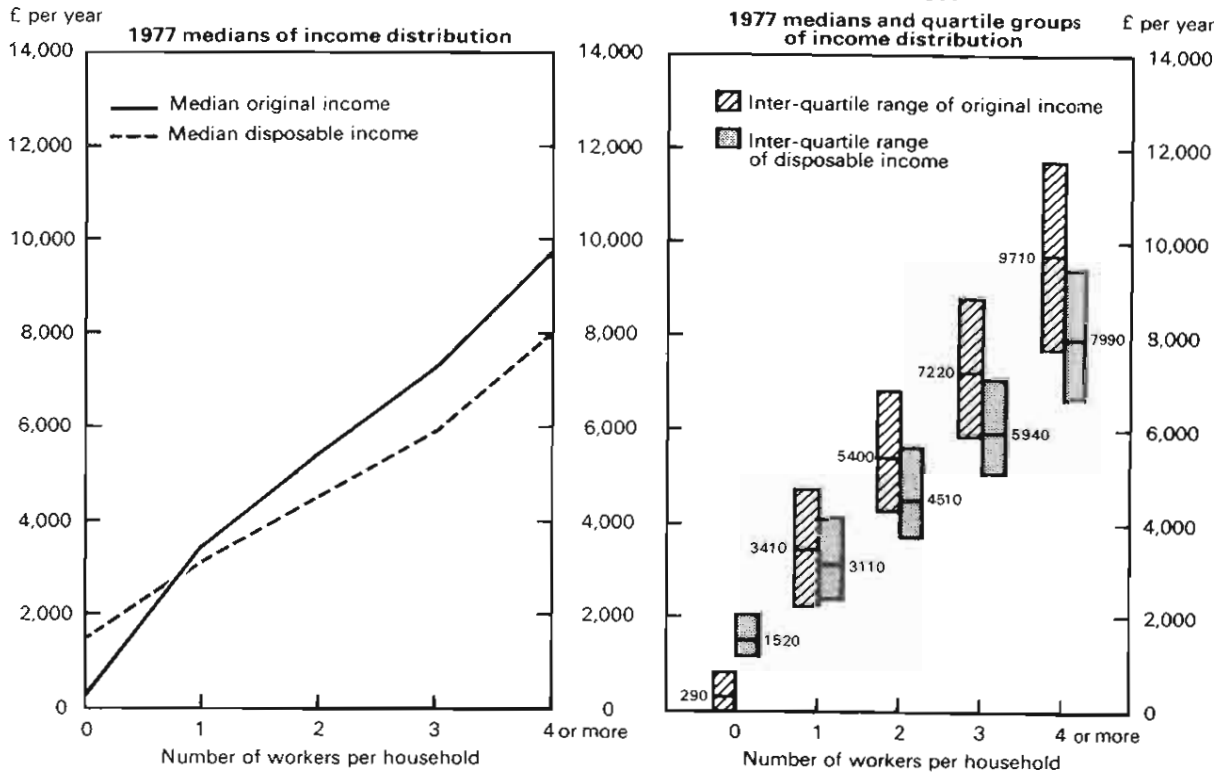 £ per year
1977 medians of income distribution
14,000
12,000
10,000
8,000
6,000
4,000
2,000
0
Median original income
Median disposable income
14,000
12,000
10,000
8,000
6,000
4,000
2,000
0
0 1 2 3 4 or more
Number of workers per household
1977 medians and quartile groups
of income distribution
£ per year
Inter-quartile range of original income
Inter-quartile range
of disposable income
14,000
12,000
10,000
8,000
6,000
4,000
2,000
0
9710
7990
7220
5940
5400
4510
3410
3110
1520
290
0 1 2 3 4 or more
Number of workers per household